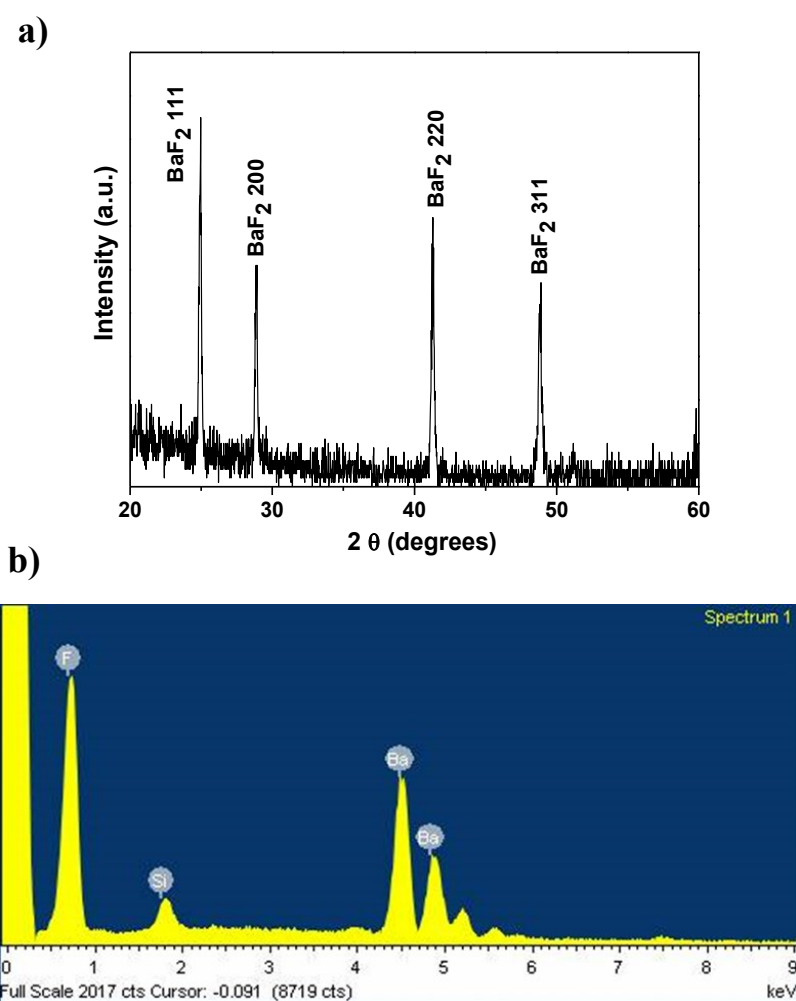 a)
BaF2 111
BaF2 200
BaF2 220
BaF2 311
Intensity (a.u.)
20 30 40 50 60
2 θ (degrees)
b)
Spectrum 1
F
Si
Ba
Ba
0 1 2 3 4 5 6 7 8 9
Full Scale 2017 cts Cursor: -0.091 (8719 cts) keV